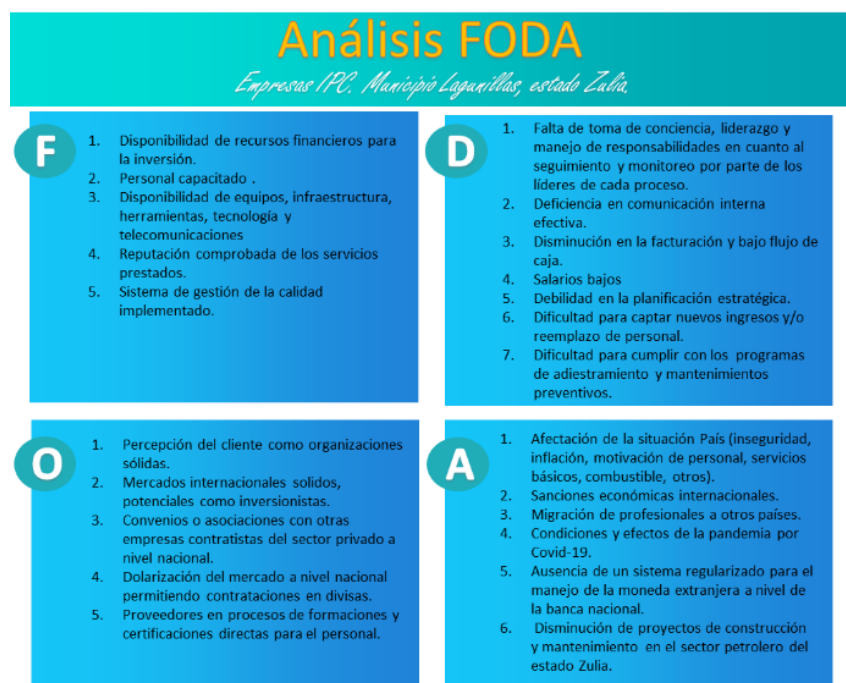 Análisis FODA
Empresas IPC. Municipio Lagunillas, estado Zulia.
F
1. Disponibilidad de recursos financieros para
la inversión.
2. Personal capacitado .
3. Disponibilidad de equipos, infraestructura,
herramientas, tecnología y
telecomunicaciones
4. Reputación comprobada de los servicios
prestados.
5. Sistema de gestión de la calidad
implementado.
D
1. Falta de toma de conciencia, liderazgo y
manejo de responsabilidades en cuanto al
seguimiento y monitoreo por parte de los
líderes de cada proceso.
2. Deficiencia en comunicación interna
efectiva.
3. Disminución en la facturación y bajo flujo de
caja.
4. Salarios bajos
5. Debilidad en la planificación estratégica.
6. Dificultad para captar nuevos ingresos y/o
reemplazo de personal.
7. Dificultad para cumplir con los programas
de adiestramiento y mantenimientos
preventivos.
O
1. Percepción del cliente como organizaciones
sólidas.
2. Mercados internacionales solidos,
potenciales como inversionistas.
3. Convenios o asociaciones con otras
empresas contratistas del sector privado a
nivel nacional.
4. Dolarización del mercado a nivel nacional
permitiendo contrataciones en divisas.
5. Proveedores en procesos de formaciones y
certificaciones directas para el personal.
A
1. Afectación de la situación País (inseguridad,
inflación, motivación de personal, servicios
básicos, combustible, otros).
2. Sanciones económicas internacionales.
3. Migración de profesionales a otros países.
4. Condiciones y efectos de la pandemia por
Covid-19.
5. Ausencia de un sistema regularizado para el
manejo de la moneda extranjera a nivel de
la banca nacional.
6. Disminución de proyectos de construcción
y mantenimiento en el sector petrolero del
estado Zulia.